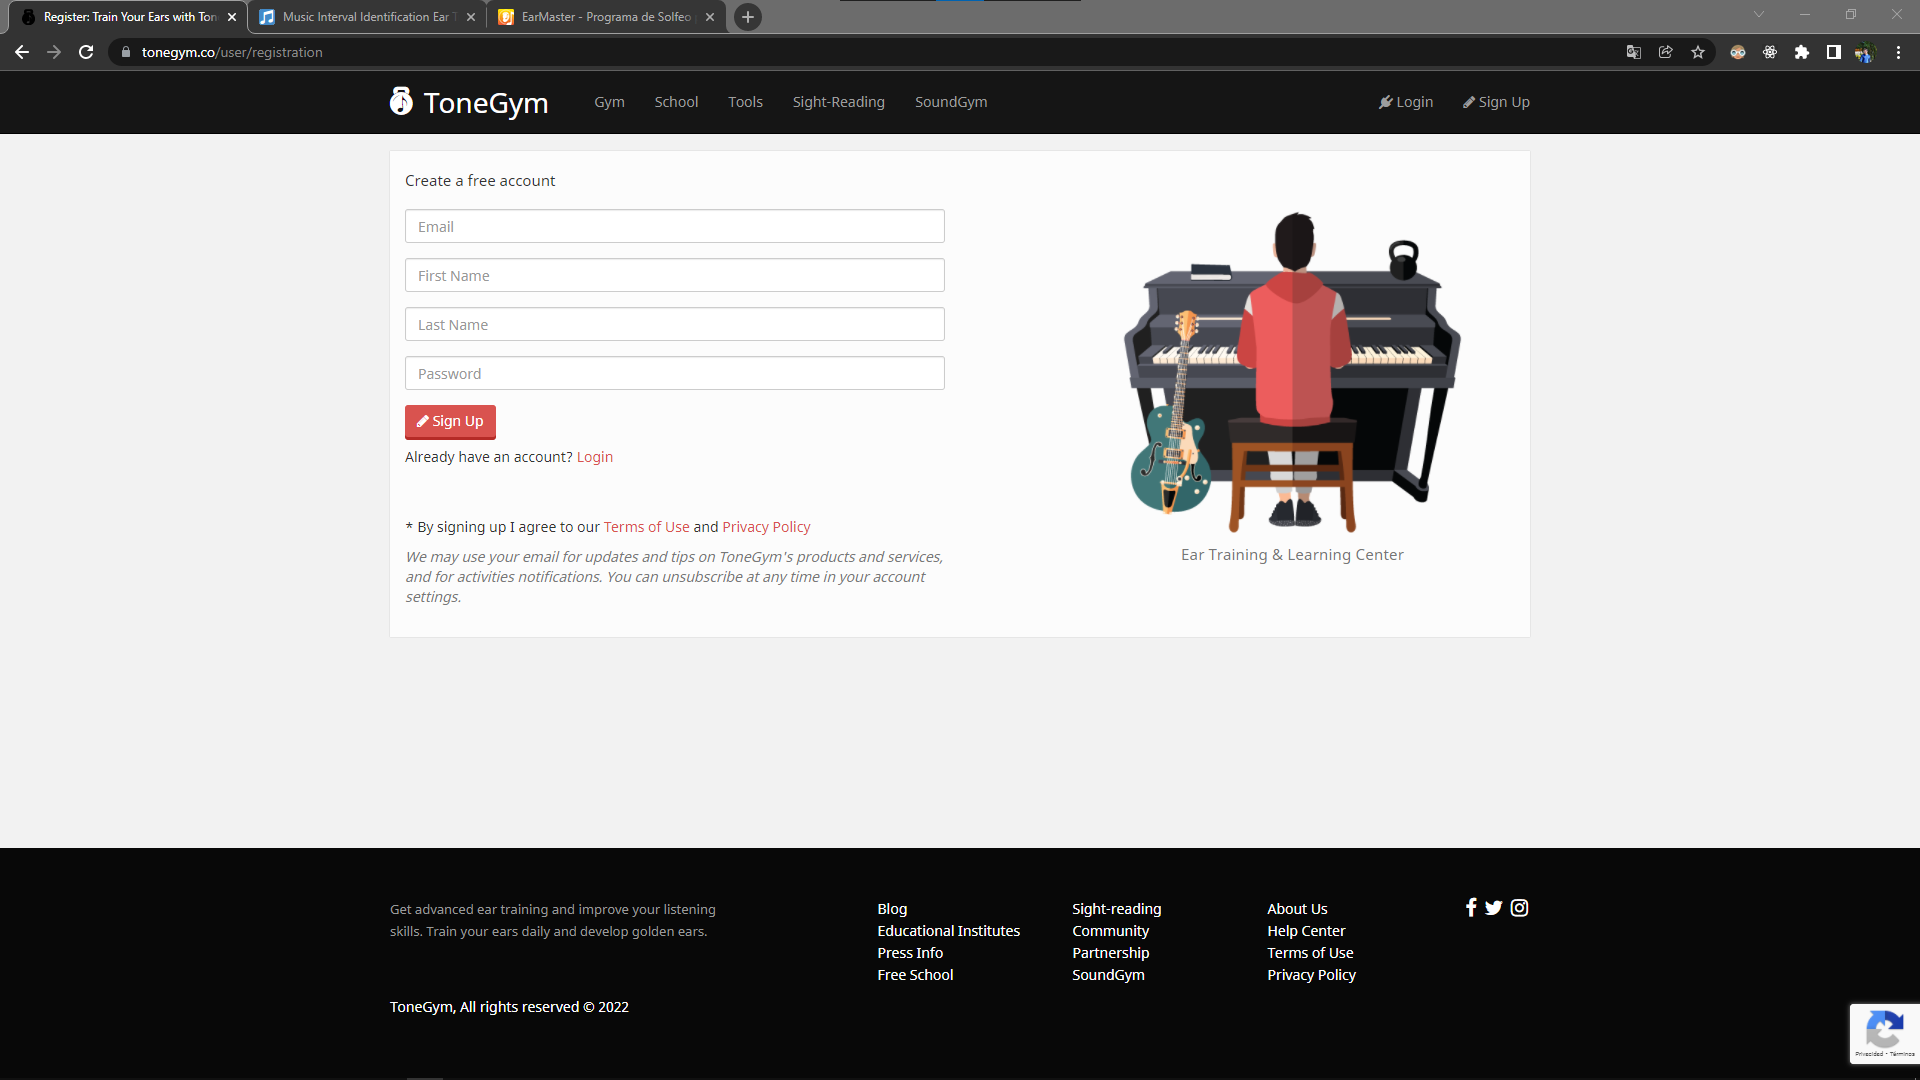 Register: Train Your Ears with Ton
Music Interval Identification Ear T
EarMaster - Programa de Solfeo
tonegym.co/user/registration
ToneGym
Gym
School
Tools
Sight-Reading
SoundGym
Login
Sign Up
Create a free account
Email
First Name
Last Name
Password
Sign Up
Already have an account? Login
* By signing up I agree to our Terms of Use and Privacy Policy
We may use your email for updates and tips on ToneGym's products and services,
and for activities notifications. You can unsubscribe at any time in your account
settings.
Ear Training & Learning Center
Get advanced ear training and improve your listening
skills. Train your ears daily and develop golden ears.
ToneGym, All rights reserved © 2022
Blog
Educational Institutes
Press Info
Free School
Sight-reading
Community
Partnership
SoundGym
About Us
Help Center
Terms of Use
Privacy Policy
Privacidad - Términos